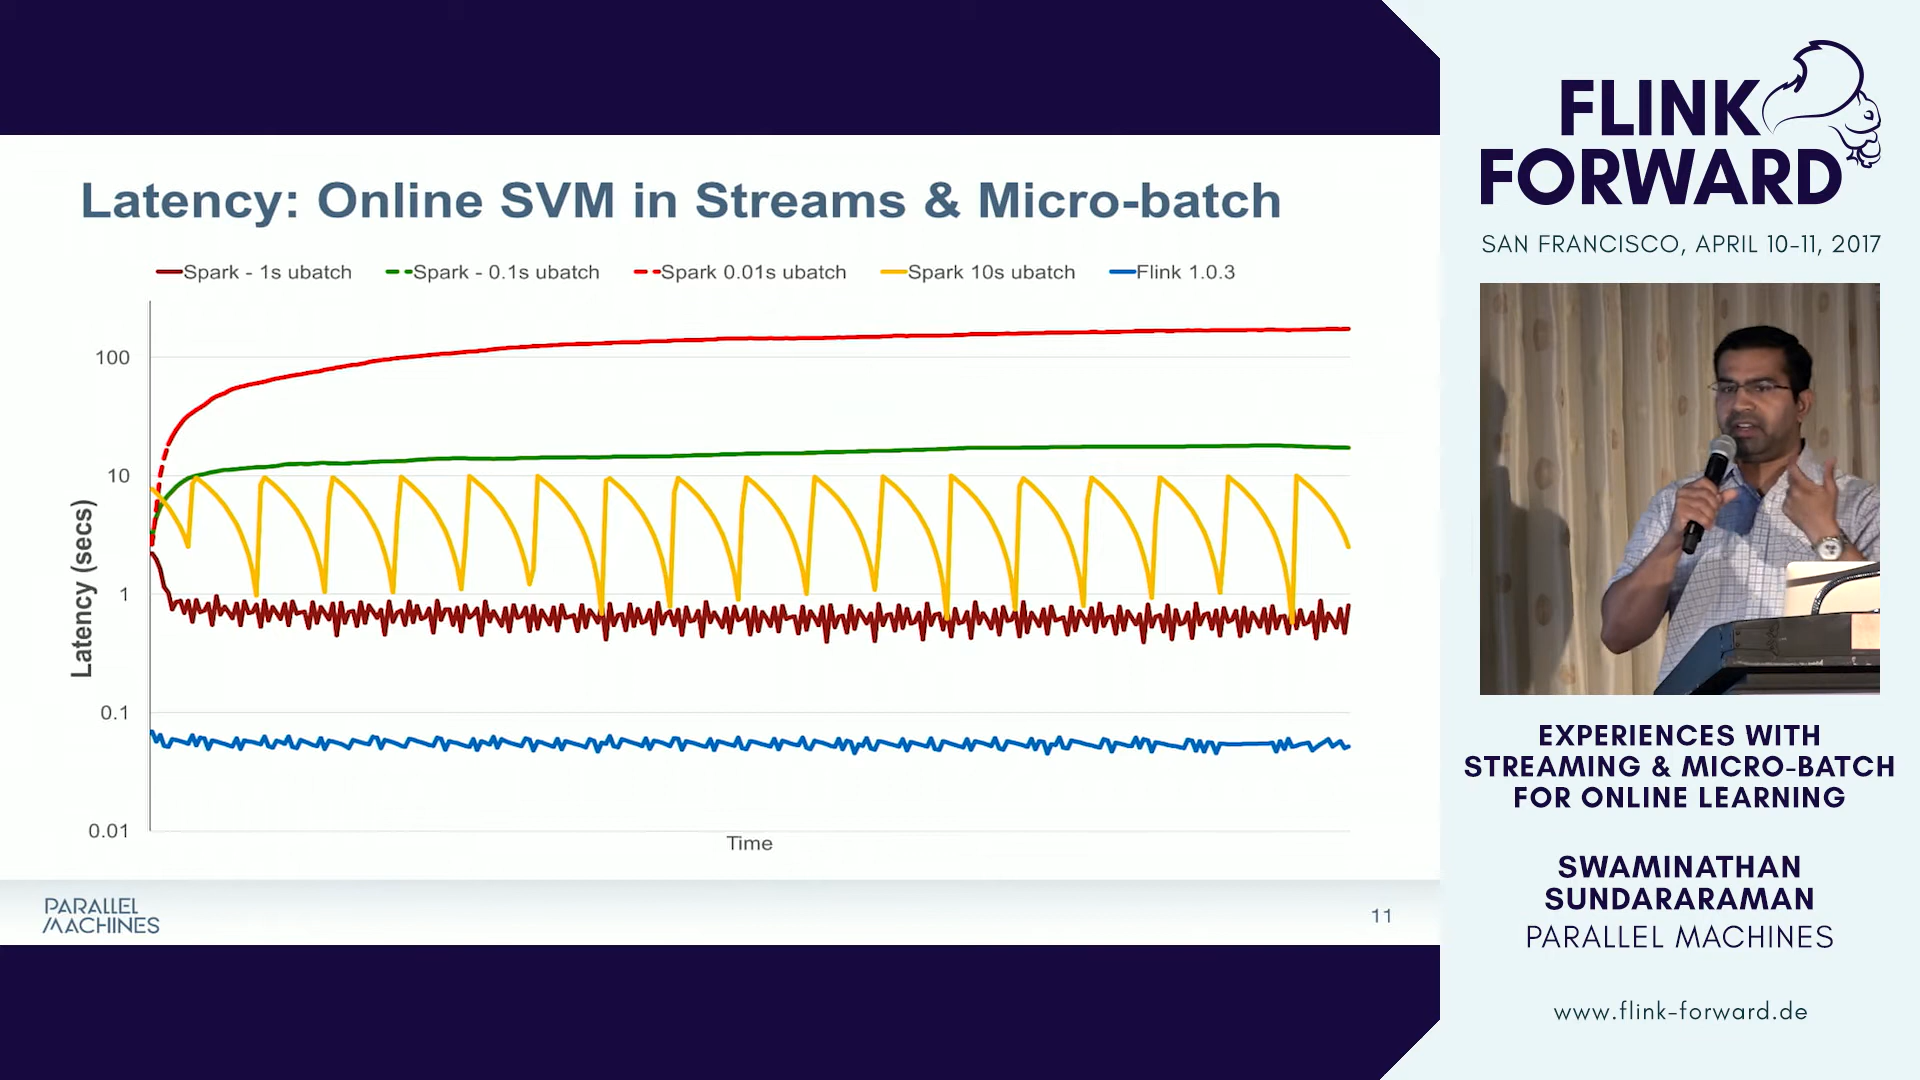 Latency: Online SVM in Streams & Micro-batch
Spark - 1s ubatch
Spark - 0.1s ubatch
Spark 0.01s ubatch
Spark 10s ubatch
Flink 1.0.3
Latency (secs)
100
10
1
0.1
0.01
Time
PARALLEL
MACHINES
11
FLINK
FORWARD
SAN FRANCISCO, APRIL 10-11, 2017
EXPERIENCES WITH
STREAMING & MICRO-BATCH
FOR ONLINE LEARNING
SWAMINATHAN
SUNDARARAMAN
PARALLEL MACHINES
www.flink-forward.de